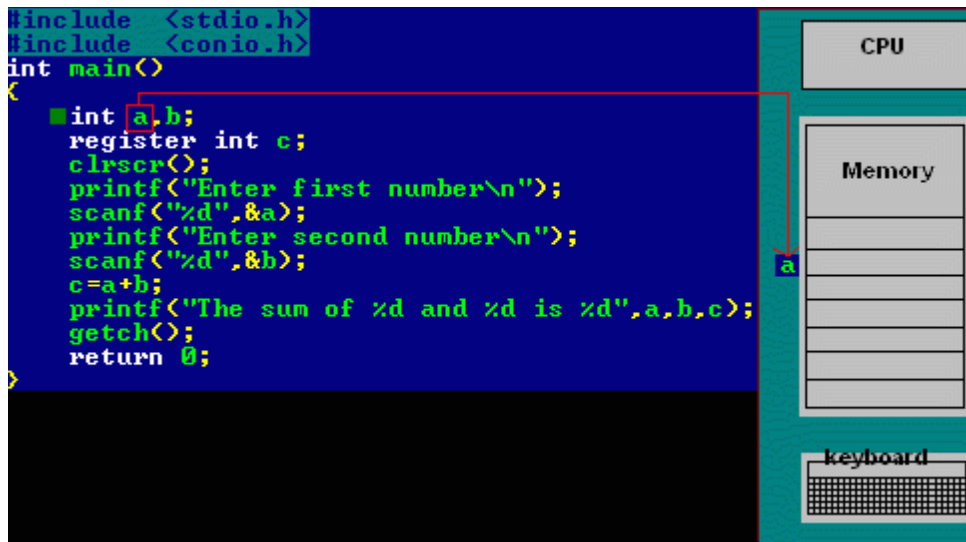 #include <stdio.h>
#include <conio.h>
int main()
{
int a,b;
register int c;
clrscr();
printf("Enter first number\n");
scanf("%d",&a);
printf("Enter second number\n");
scanf("%d",&b);
c=a+b;
printf("The sum of %d and %d is %d",a,b,c);
getch();
return 0;
}
CPU
Memory
a
keyboard